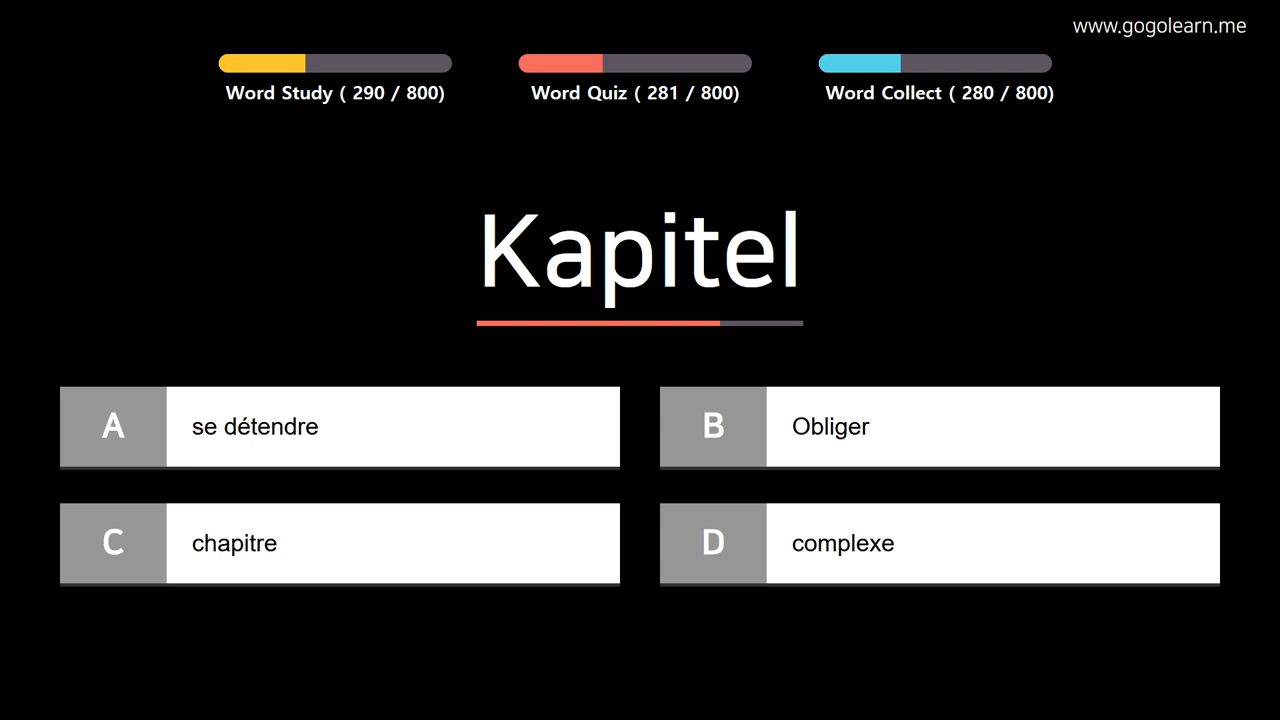 www.gogolearn.me
Word Study ( 290 / 800)
Word Quiz ( 281 / 800)
Word Collect ( 280 / 800)
Kapitel
A se détendre
B Obliger
C chapitre
D complexe